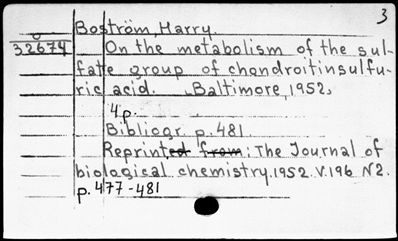 3
Boström, Harry
32674 On the metabolism of the sul-
fate group of chondroitinsulfu-
ric acid. Baltimore, 1952.
4 p.
Bibliogr. p. 481.
Reprinted from: The Journal of
biological chemistry. 1952. V. 196 N2.
p. 477-481